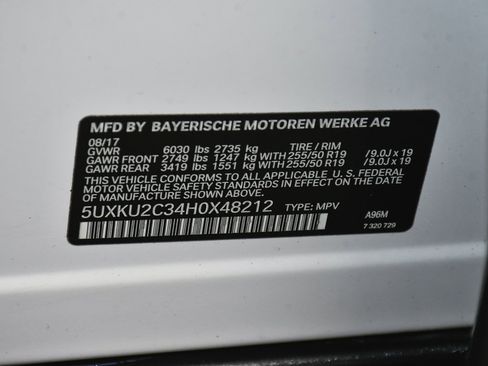 MFD BY BAYERISCHE MOTOREN WERKE AG
08/17
GVWR 6030 lbs 2735 kg TIRE / RIM
GAWR FRONT 2749 lbs 1247 kg WITH 255/50 R19 /9.0J x 19
GAWR REAR 3419 lbs 1551 kg WITH 255/50 R19 /9.0J x 19
THIS VEHICLE CONFORMS TO ALL APPLICABLE U. S. FEDERAL
MOTOR VEHICLE SAFETY STANDARDS IN EFFECT ON THE DATE OF
MANUFACTURE SHOWN ABOVE.
5UXKU2C34H0X48212 TYPE: MPV
A96M
7 320 729